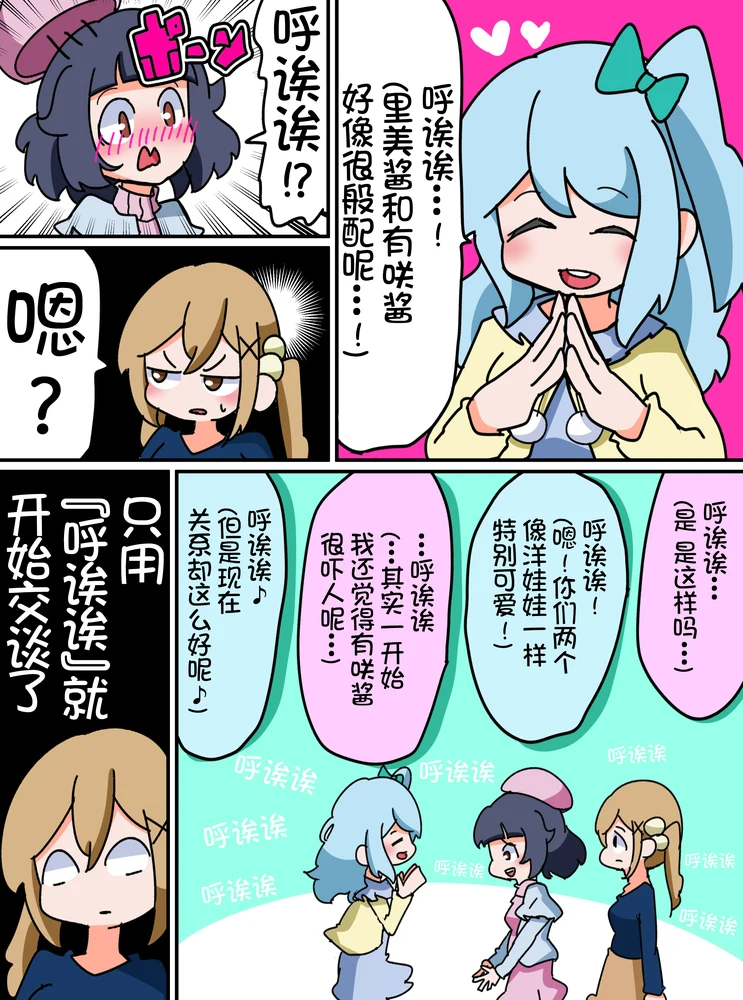 呼诶诶…！
(里美酱和有咲酱
好像很般配呢…！)
ポーン
呼诶诶!?
嗯？
呼诶诶…
(是 是这样吗…)
呼诶诶！
(嗯！你们两个
像洋娃娃一样
特别可爱！)
…呼诶诶
(…其实一开始
我还觉得有咲酱
很吓人呢…)
呼诶诶♪
(但是现在
关系却这么好呢♪)
呼诶诶
呼诶诶
呼诶诶
呼诶诶
呼诶诶
呼诶诶
呼诶诶
呼诶诶
只用
『呼诶诶』就
开始交谈了